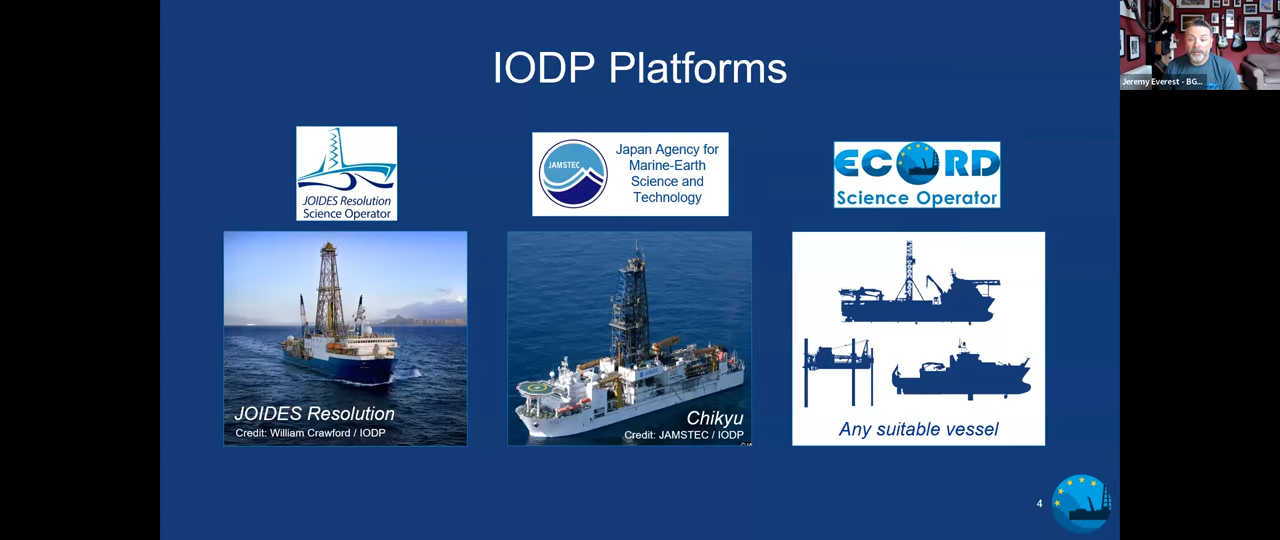 IODP Platforms
JOIDES Resolution
Science Operator
JAMSTEC
Japan Agency for
Marine-Earth
Science and
Technology
ECORD
Science Operator
JOIDES Resolution
Credit: William Crawford / IODP
Chikyu
Credit: JAMSTEC / IODP
Any suitable vessel
4
Jeremy Everest - BG...